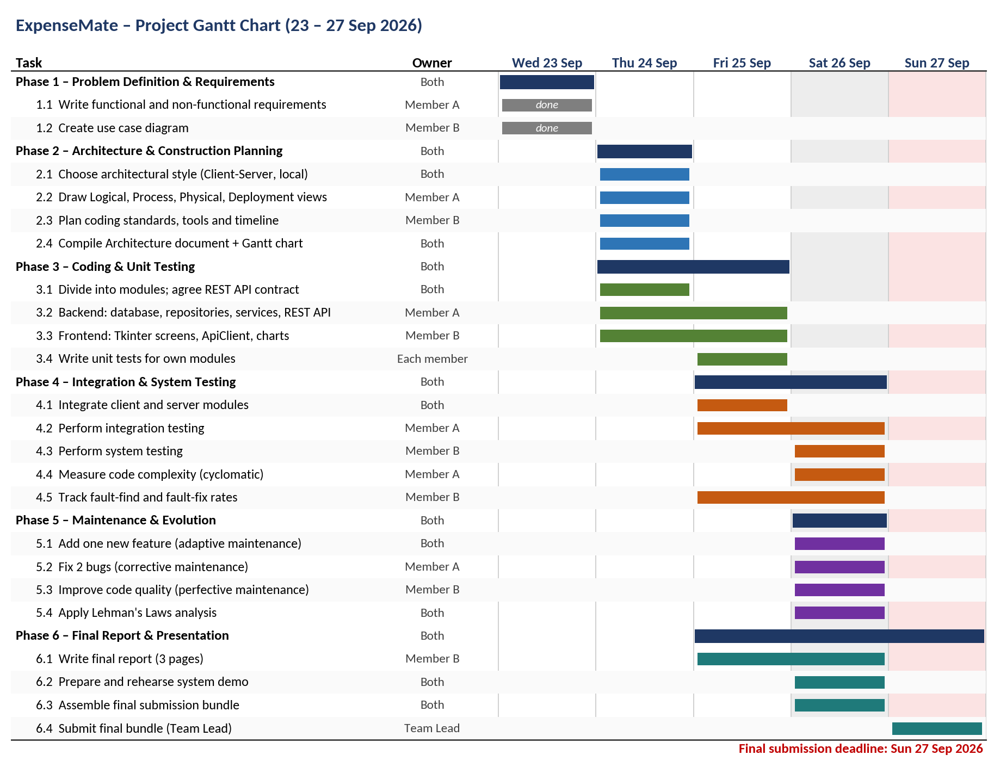 ExpenseMate – Project Gantt Chart (23 – 27 Sep 2026)
Task Owner Wed 23 Sep Thu 24 Sep Fri 25 Sep Sat 26 Sep Sun 27 Sep
Phase 1 – Problem Definition & Requirements Both
1.1 Write functional and non-functional requirements Member A done
1.2 Create use case diagram Member B done
Phase 2 – Architecture & Construction Planning Both
2.1 Choose architectural style (Client-Server, local) Both
2.2 Draw Logical, Process, Physical, Deployment views Member A
2.3 Plan coding standards, tools and timeline Member B
2.4 Compile Architecture document + Gantt chart Both
Phase 3 – Coding & Unit Testing Both
3.1 Divide into modules; agree REST API contract Both
3.2 Backend: database, repositories, services, REST API Member A
3.3 Frontend: Tkinter screens, ApiClient, charts Member B
3.4 Write unit tests for own modules Each member
Phase 4 – Integration & System Testing Both
4.1 Integrate client and server modules Both
4.2 Perform integration testing Member A
4.3 Perform system testing Member B
4.4 Measure code complexity (cyclomatic) Member A
4.5 Track fault-find and fault-fix rates Member B
Phase 5 – Maintenance & Evolution Both
5.1 Add one new feature (adaptive maintenance) Both
5.2 Fix 2 bugs (corrective maintenance) Member A
5.3 Improve code quality (perfective maintenance) Member B
5.4 Apply Lehman's Laws analysis Both
Phase 6 – Final Report & Presentation Both
6.1 Write final report (3 pages) Member B
6.2 Prepare and rehearse system demo Both
6.3 Assemble final submission bundle Both
6.4 Submit final bundle (Team Lead) Team Lead
Final submission deadline: Sun 27 Sep 2026